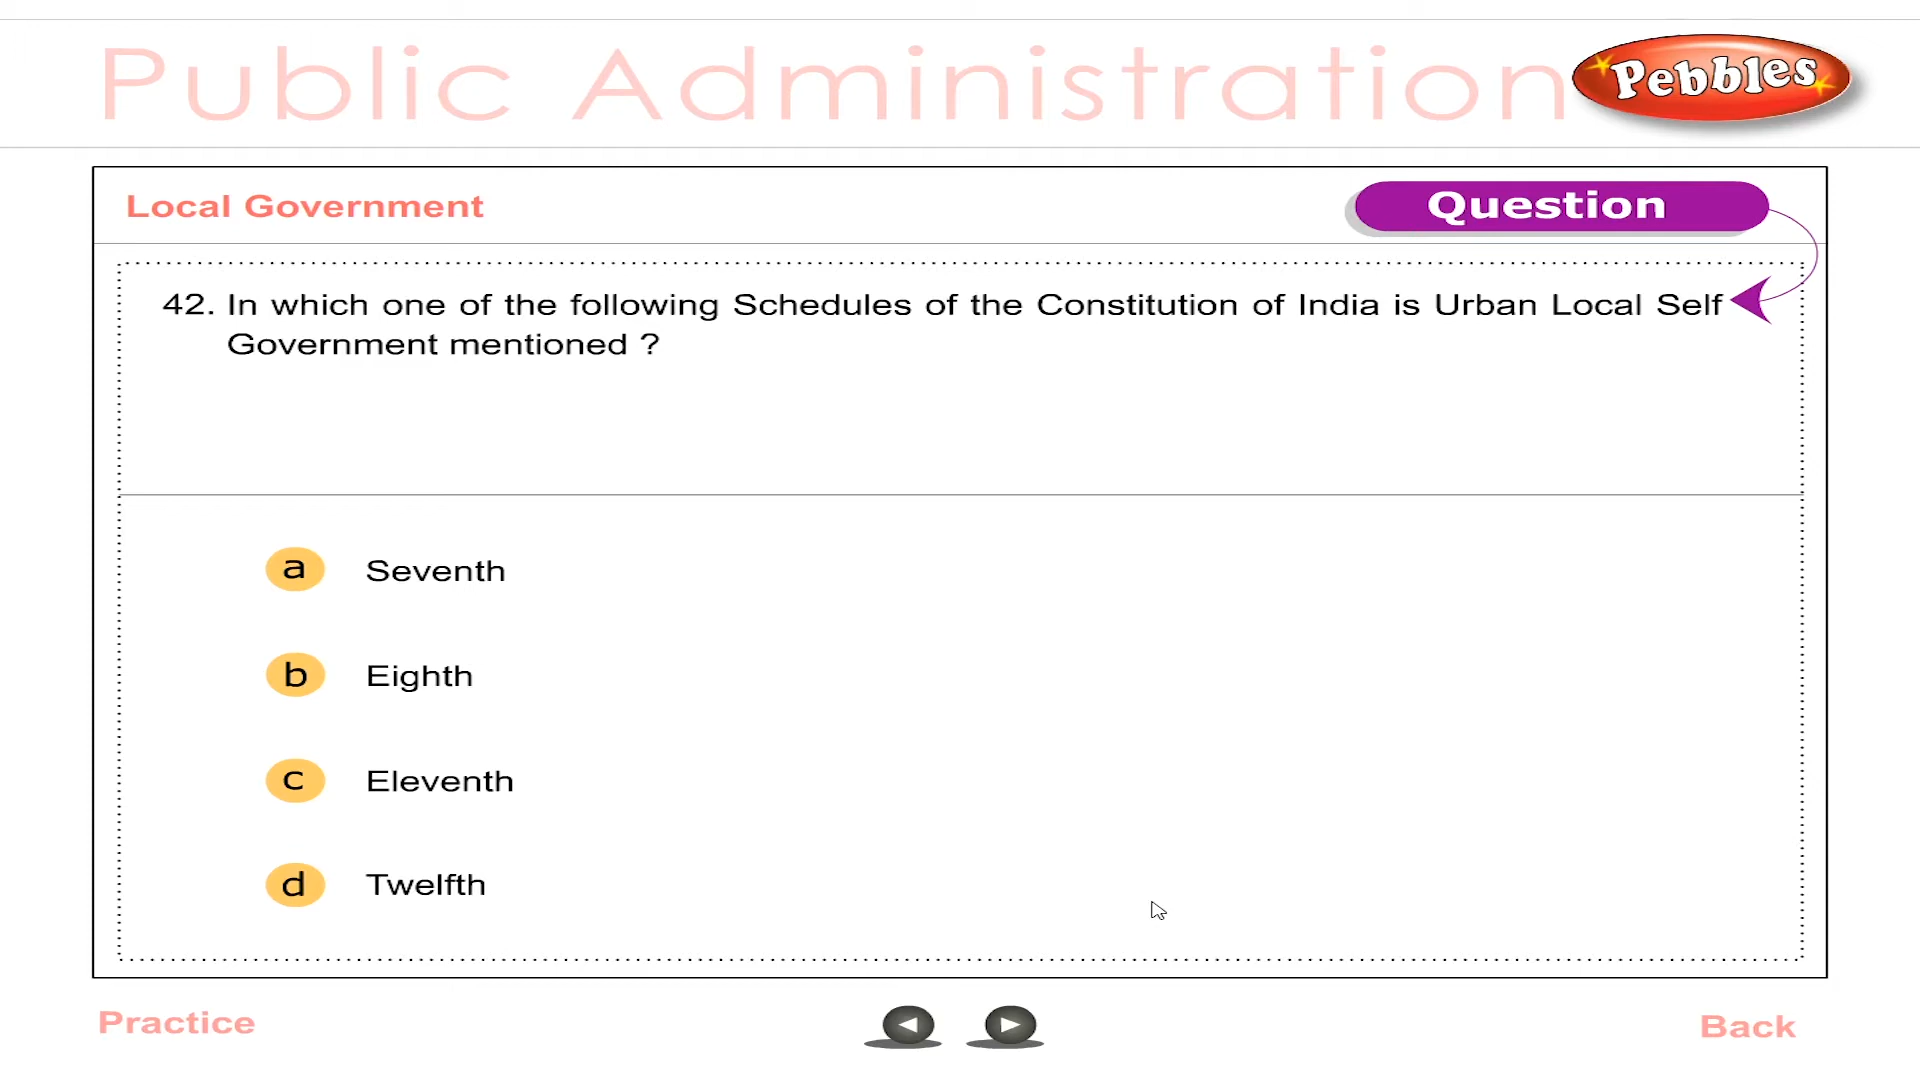 Public Administration
Pebbles
Local Government
Question
42. In which one of the following Schedules of the Constitution of India is Urban Local Self
Government mentioned ?
a Seventh
b Eighth
c Eleventh
d Twelfth
Practice
Back